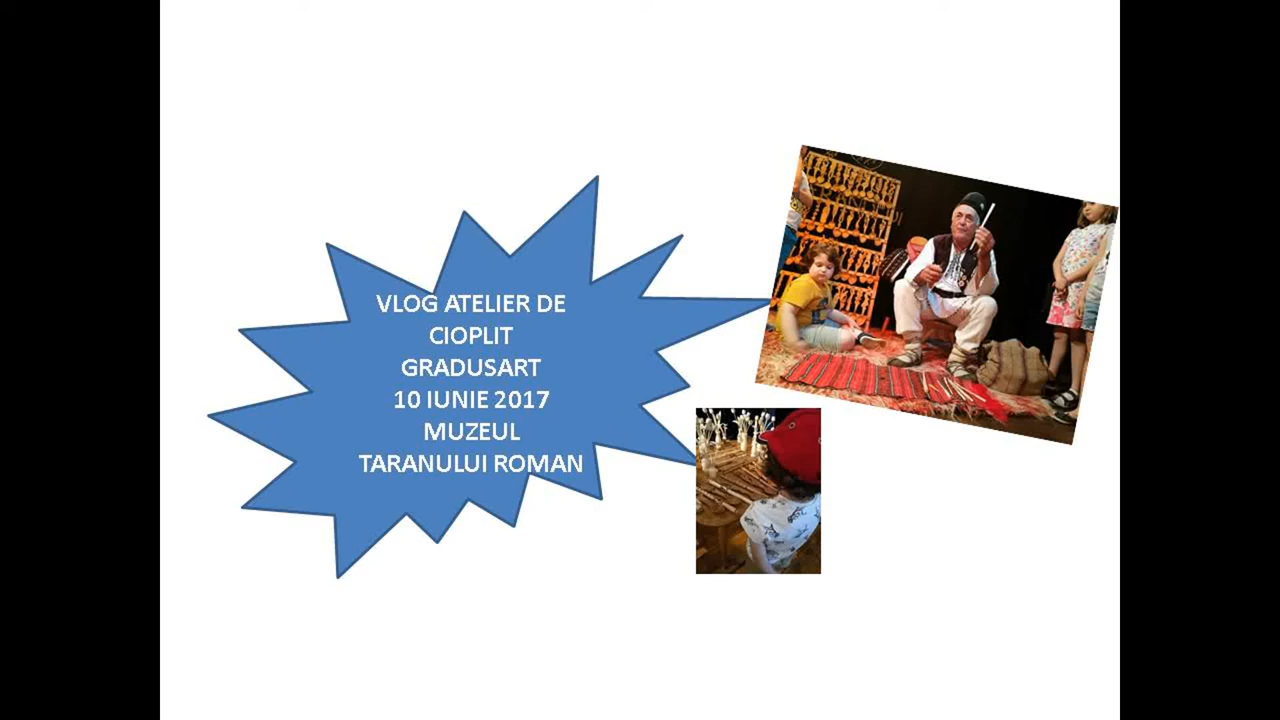 VLOG ATELIER DE
CIOPLIT
GRADUSART
10 IUNIE 2017
MUZEUL
TARANULUI ROMAN